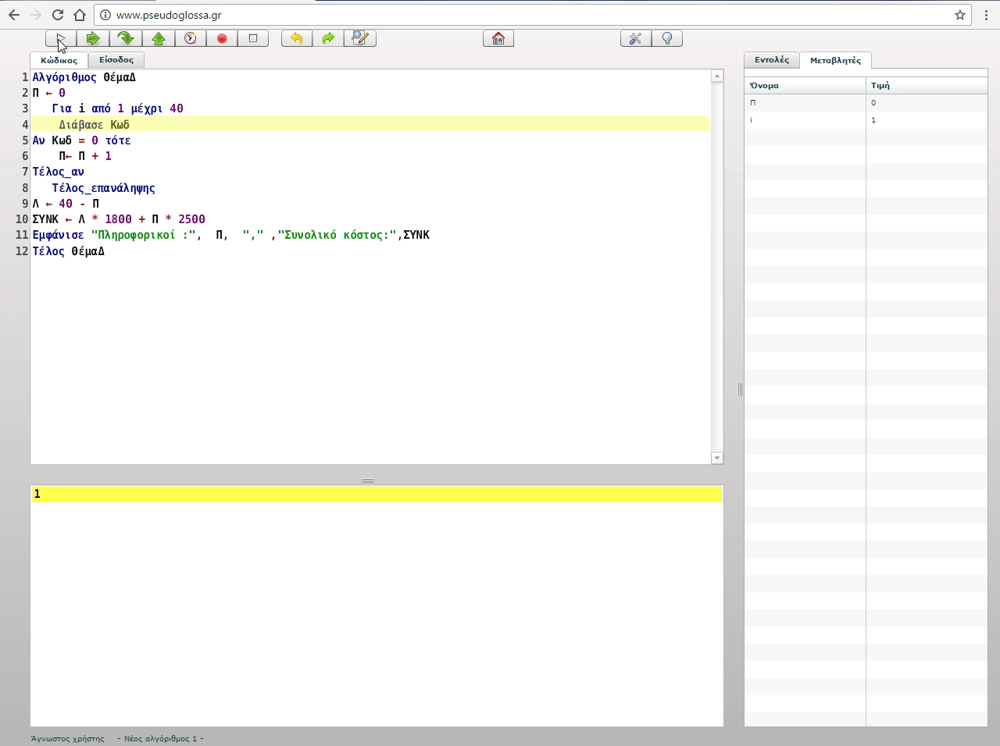 www.pseudoglossa.gr
Κώδικας Είσοδος
1 Αλγόριθμος ΘέμαΔ
2 Π ← 0
3 Για i από 1 μέχρι 40
4 Διάβασε Κωδ
5 Αν Κωδ = 0 τότε
6 Π← Π + 1
7 Τέλος_αν
8 Τέλος_επανάληψης
9 Λ ← 40 - Π
10 ΣΥΝΚ ← Λ * 1800 + Π * 2500
11 Εμφάνισε "Πληροφορικοί :", Π, "," ,"Συνολικό κόστος:",ΣΥΝΚ
12 Τέλος ΘέμαΔ
1
Άγνωστος χρήστης - Νέος αλγόριθμος 1 -
Εντολές Μεταβλητές
Όνομα Τιμή
Π 0
i 1